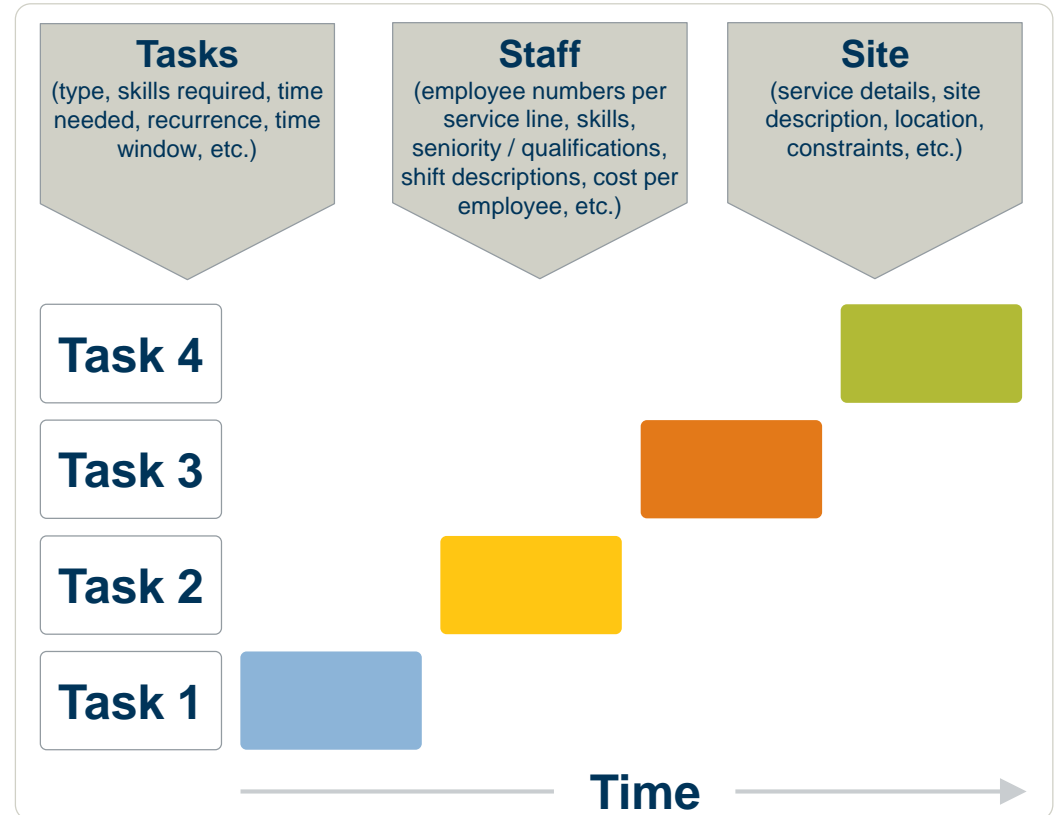 Tasks
(type, skills required, time
needed, recurrence, time
window, etc.)
Staff
(employee numbers per
service line, skills,
seniority / qualifications,
shift descriptions, cost per
employee, etc.)
Site
(service details, site
description, location,
constraints, etc.)
Task 4
Task 3
Task 2
Task 1
Time